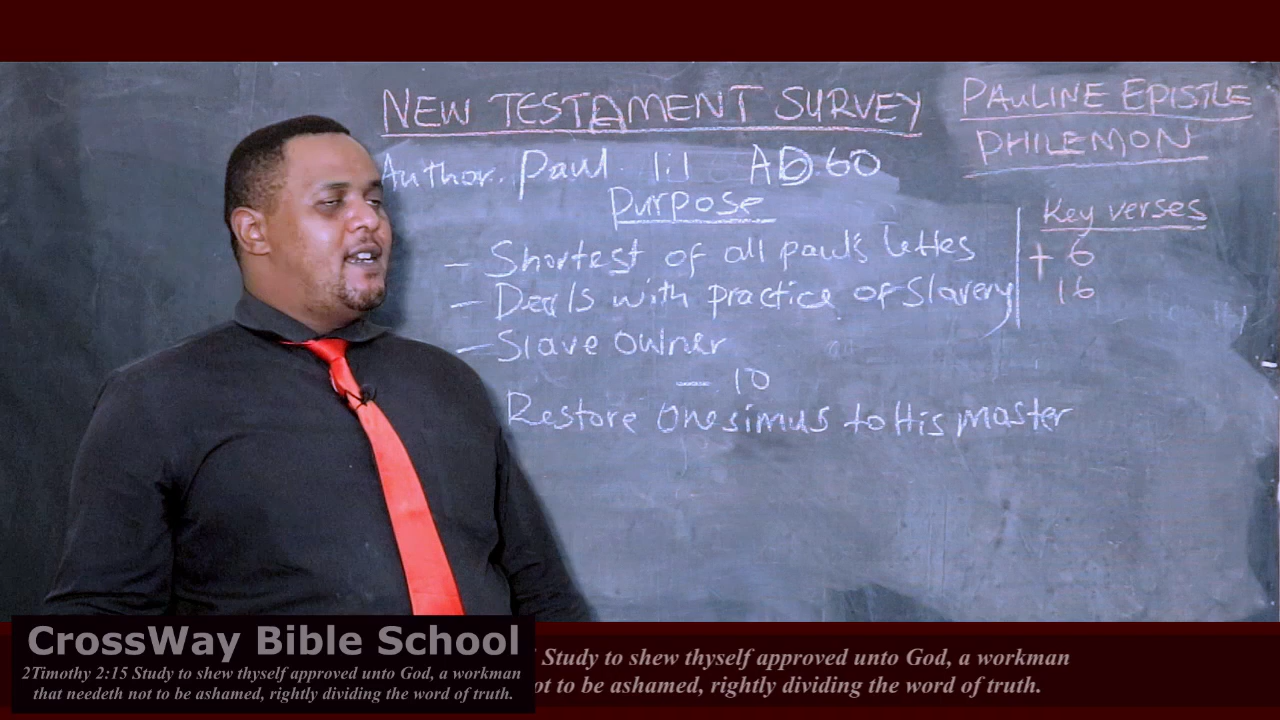 NEW TESTAMENT SURVEY
PAULINE EPISTLE
PHILEMON
Author. Paul 1:1 AD.60
Purpose
- Shortest of all paul's lettes
- Deals with practice of Slavery
- Slave Owner
- 10
Restore Onesimus to His master
Key verses
+ 6
16
CrossWay Bible School
2Timothy 2:15 Study to shew thyself approved unto God, a workman
that needeth not to be ashamed, rightly dividing the word of truth.
Study to shew thyself approved unto God, a workman
ot to be ashamed, rightly dividing the word of truth.